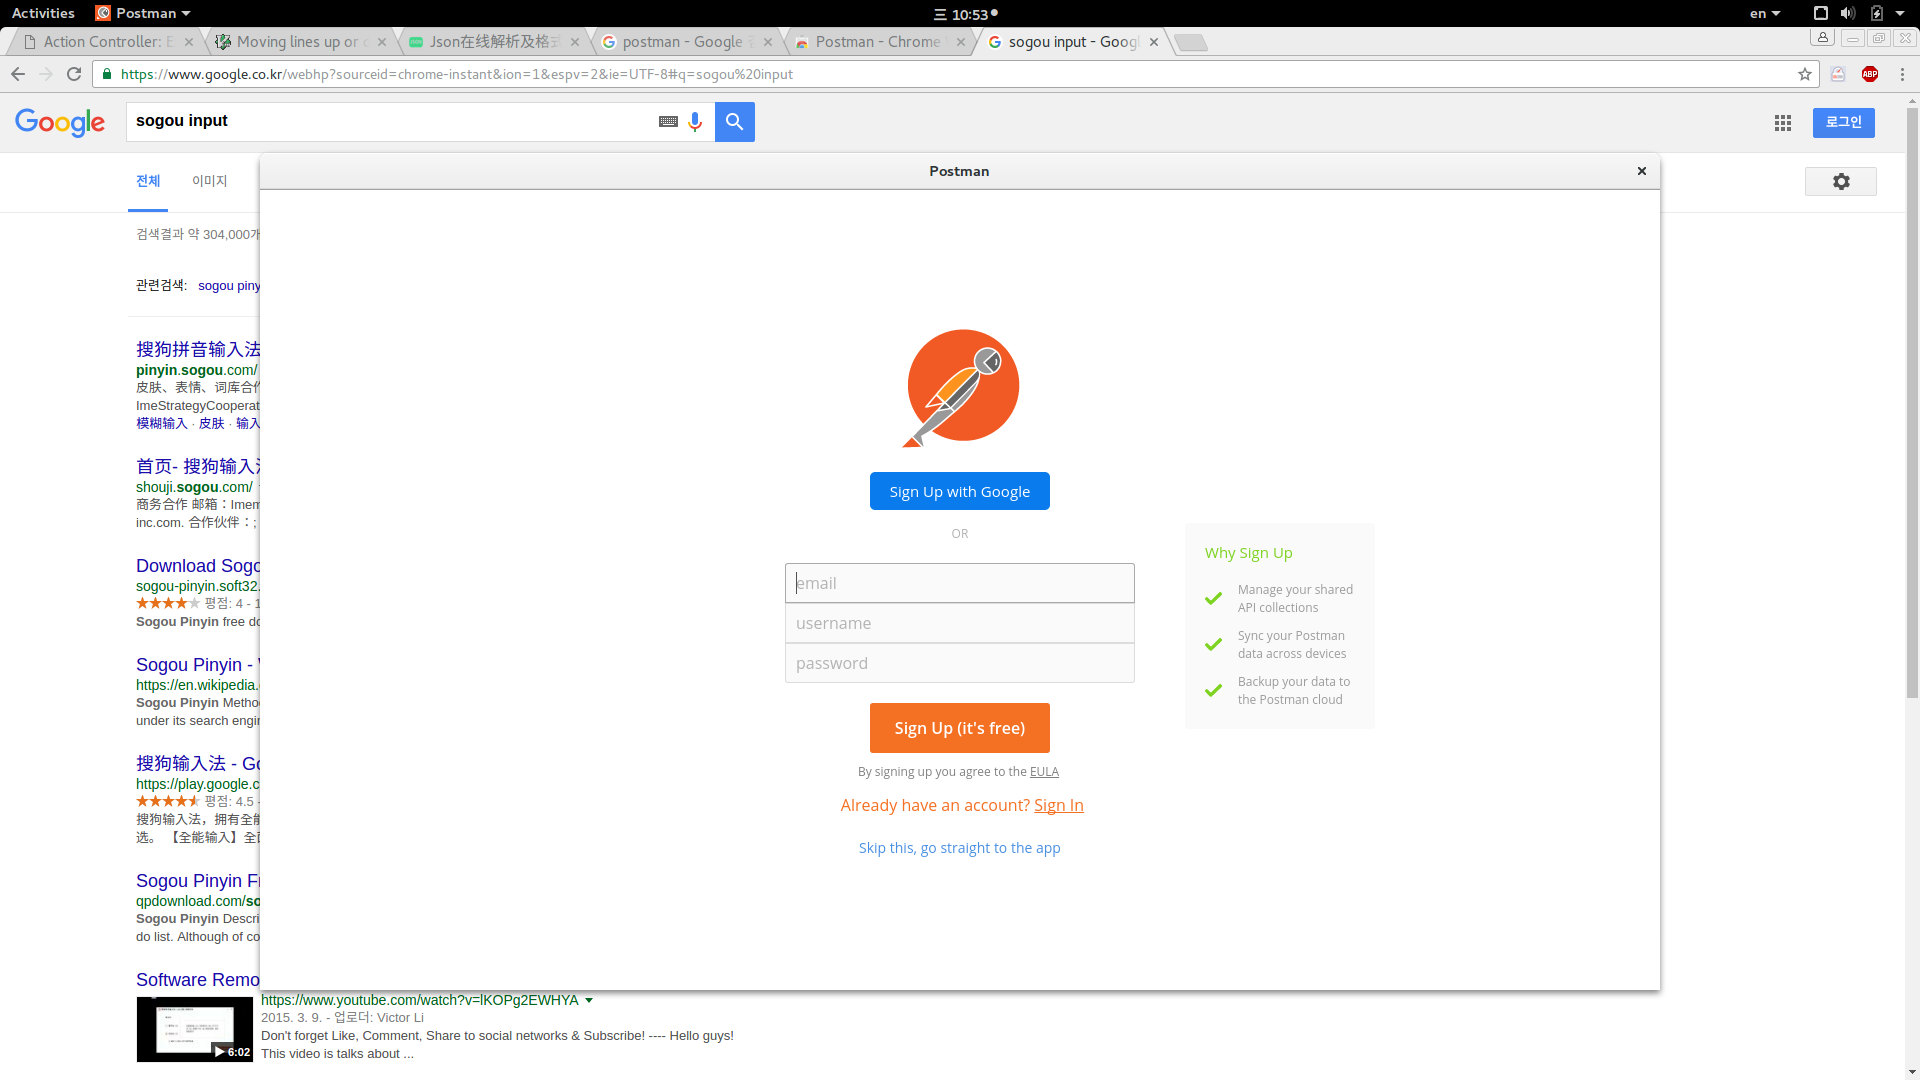 Activities Postman 三 10:53 en
Action Controller: Moving lines up or Json在线解析及格式 postman - Google Postman - Chrome sogou input - Googl
https://www.google.co.kr/webhp?sourceid=chrome-instant&ion=1&espv=2&ie=UTF-8#q=sogou%20input ABP
Google sogou input 로그인
전체 이미지
Postman
검색결과 약 304,000개
관련검색: sogou piny
搜狗拼音输入法
pinyin.sogou.com/
皮肤、表情、词库合作
ImeStrategyCooperat
模糊输入 · 皮肤 · 输入
首页- 搜狗输入法
shouji.sogou.com/
商务合作 邮箱：Imem
inc.com. 合作伙伴：;
Download Sogo
sogou-pinyin.soft32.
평점: 4 - 1
Sogou Pinyin free do
Sogou Pinyin -
https://en.wikipedia.
Sogou Pinyin Metho
under its search engin
搜狗输入法 - Go
https://play.google.c
평점: 4.5 -
搜狗输入法，拥有全能
选。 【全能输入】全面
Sogou Pinyin F
qpdownload.com/so
Sogou Pinyin Descri
do list. Although of co
Software Remo
https://www.youtube.com/watch?v=lKOPg2EWHYA
2015. 3. 9. - 업로더: Victor Li
Don't forget Like, Comment, Share to social networks & Subscribe! ---- Hello guys!
This video is talks about ...
6:02
Sign Up with Google
OR
email
username
password
Sign Up (it's free)
By signing up you agree to the EULA
Already have an account? Sign In
Skip this, go straight to the app
Why Sign Up
Manage your shared
API collections
Sync your Postman
data across devices
Backup your data to
the Postman cloud